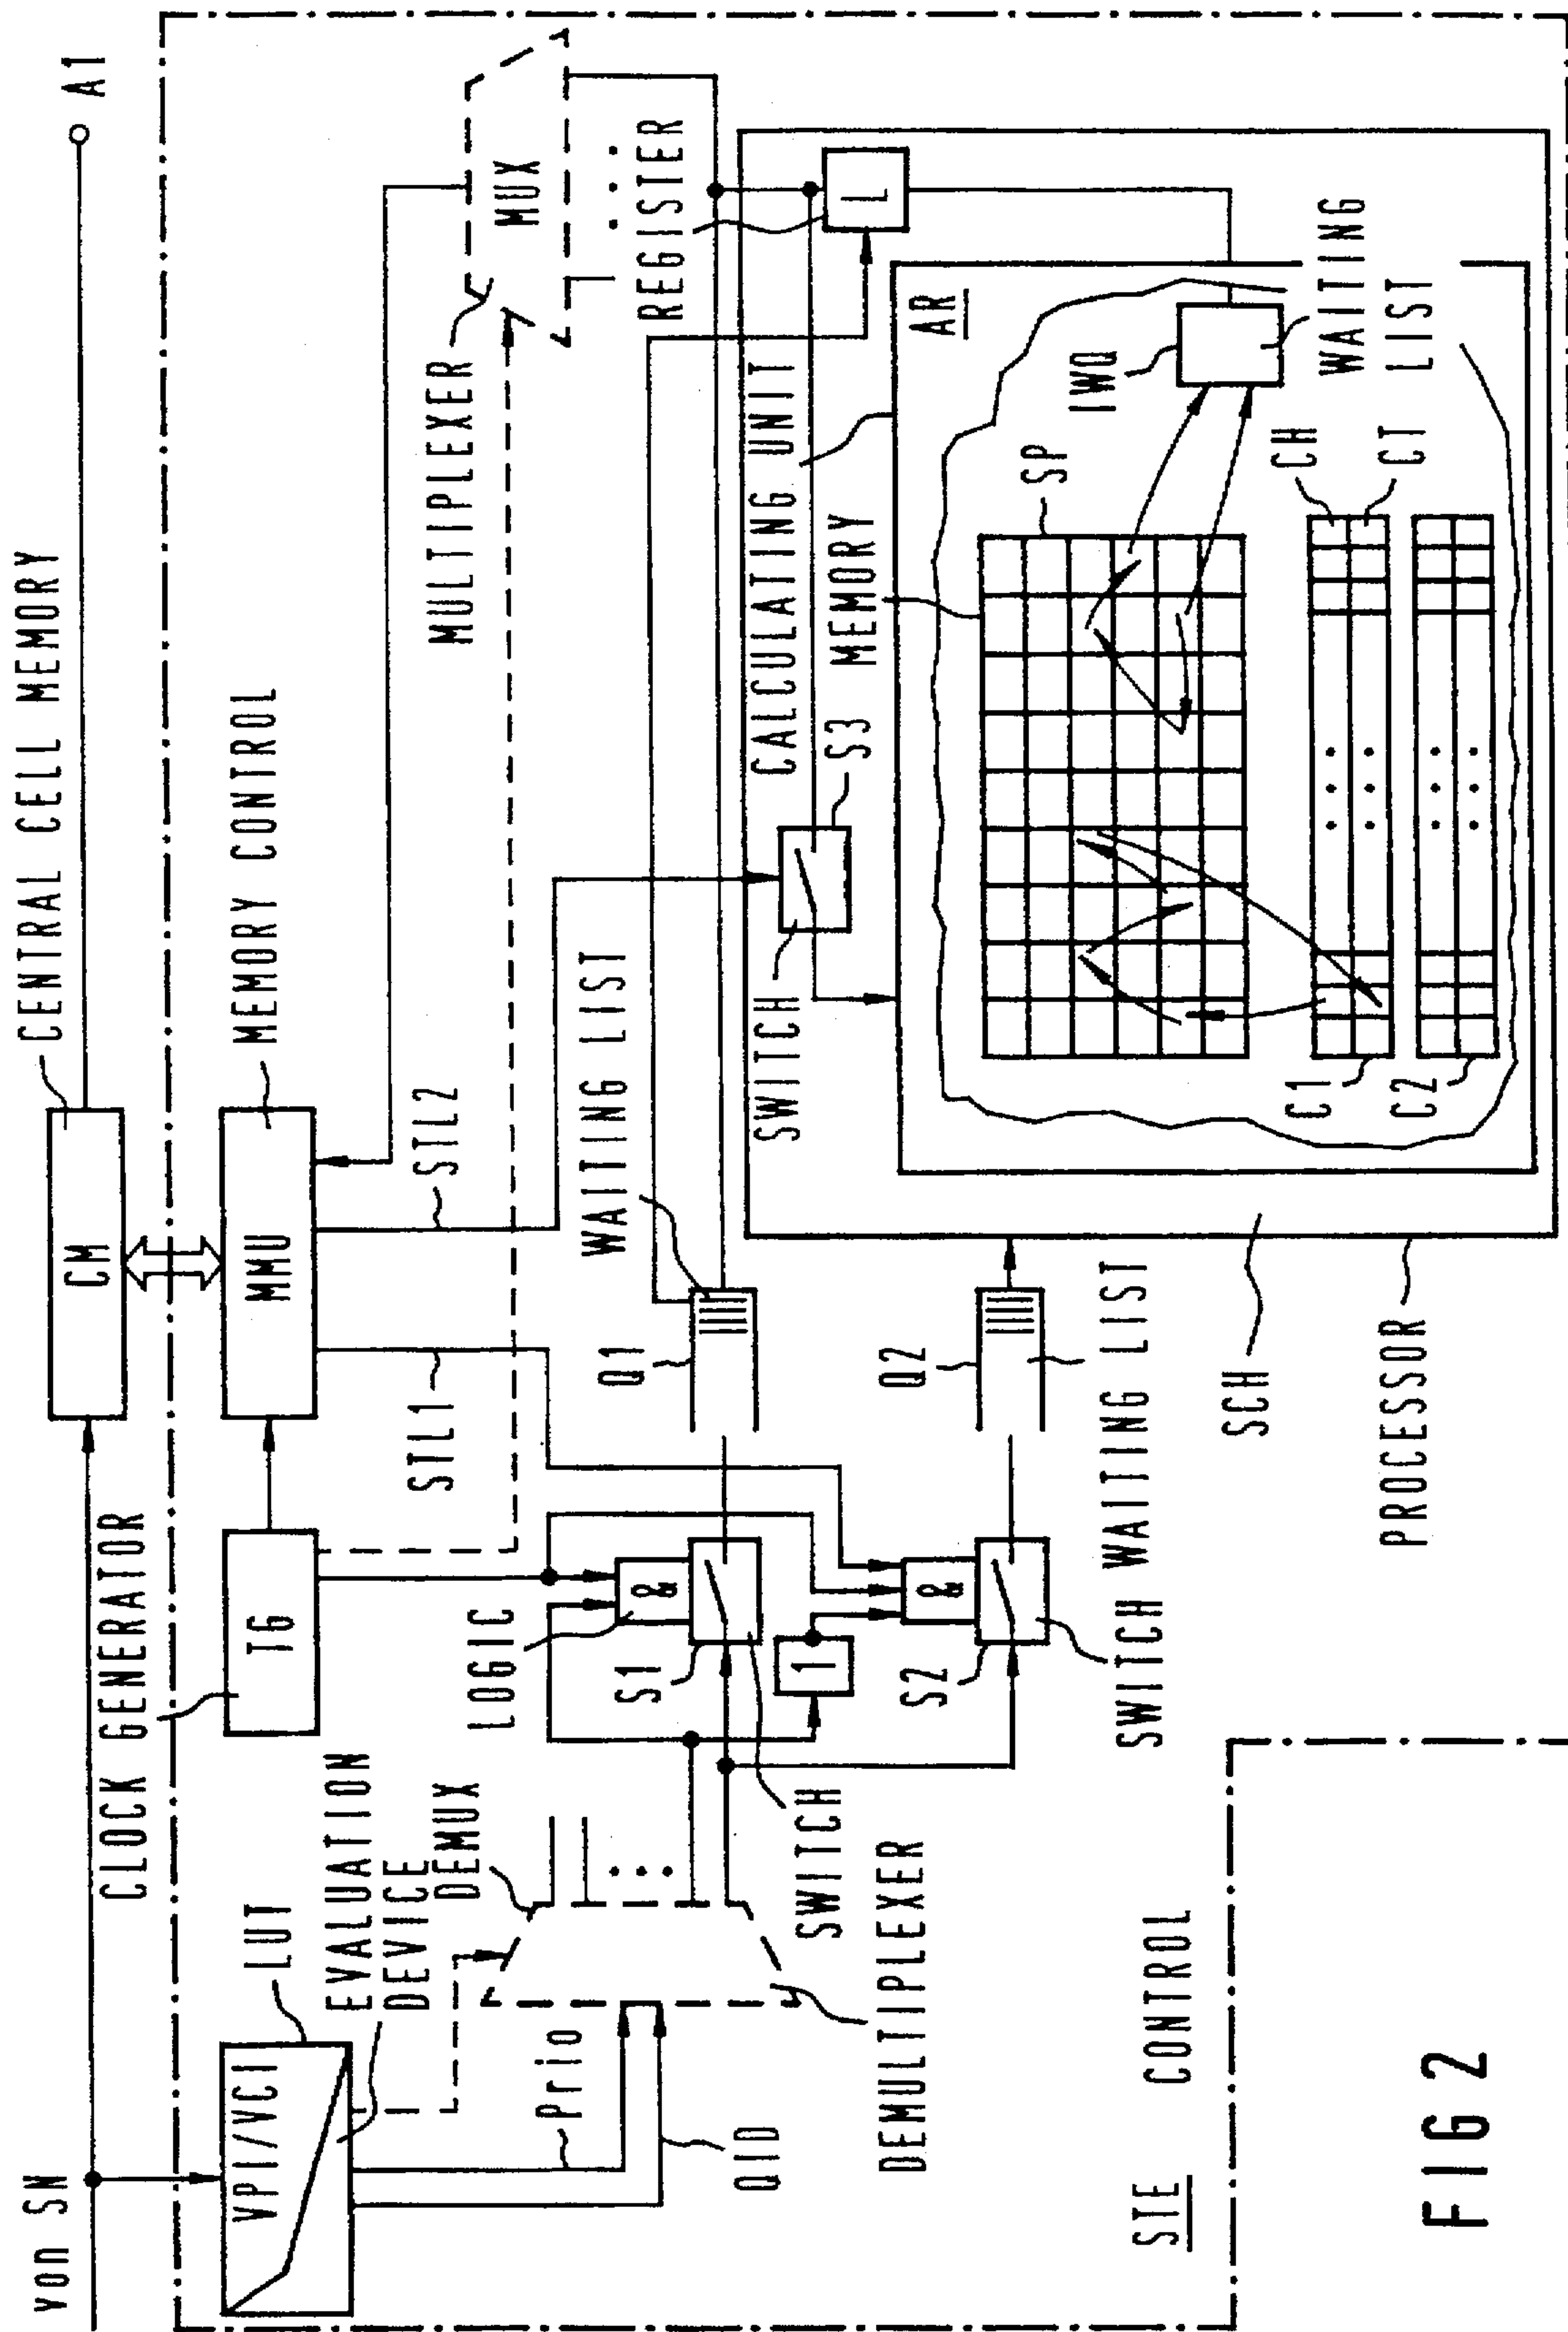 von SN
CENTRAL CELL MEMORY
A1
CM
CLOCK GENERATOR
MEMORY CONTROL
VPI/VCI
LUT
TG
MMU
EVALUATION
DEVICE
DEMUX
STL1
STL2
MULTIPLEXER
MUX
Prio
QID
LOGIC
&
S1
Q1
WAITING LIST
REGISTER
L
SWITCH
1
SWITCH
S3
CALCULATING UNIT
MEMORY
DEMULTIPLEXER
&
S2
Q2
AR
SP
IWQ
WAITING
LIST
SWITCH
WAITING LIST
STE
CONTROL
SCH
PROCESSOR
C1
C2
CH
CT
FIG 2